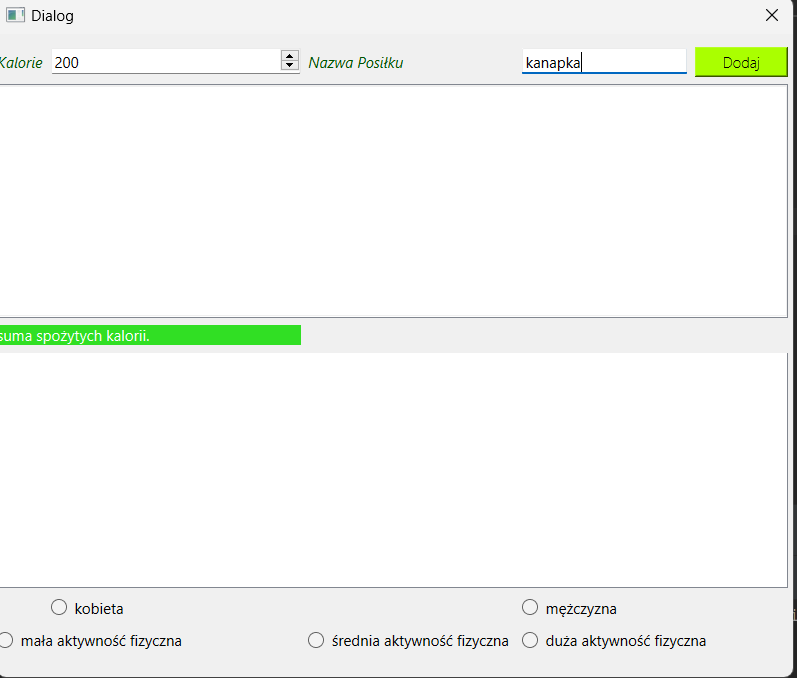 Dialog
Kalorie 200 Nazwa Posiłku kanapka Dodaj
suma spożytych kalorii.
kobieta mężczyzna
mała aktywność fizyczna średnia aktywność fizyczna duża aktywność fizyczna